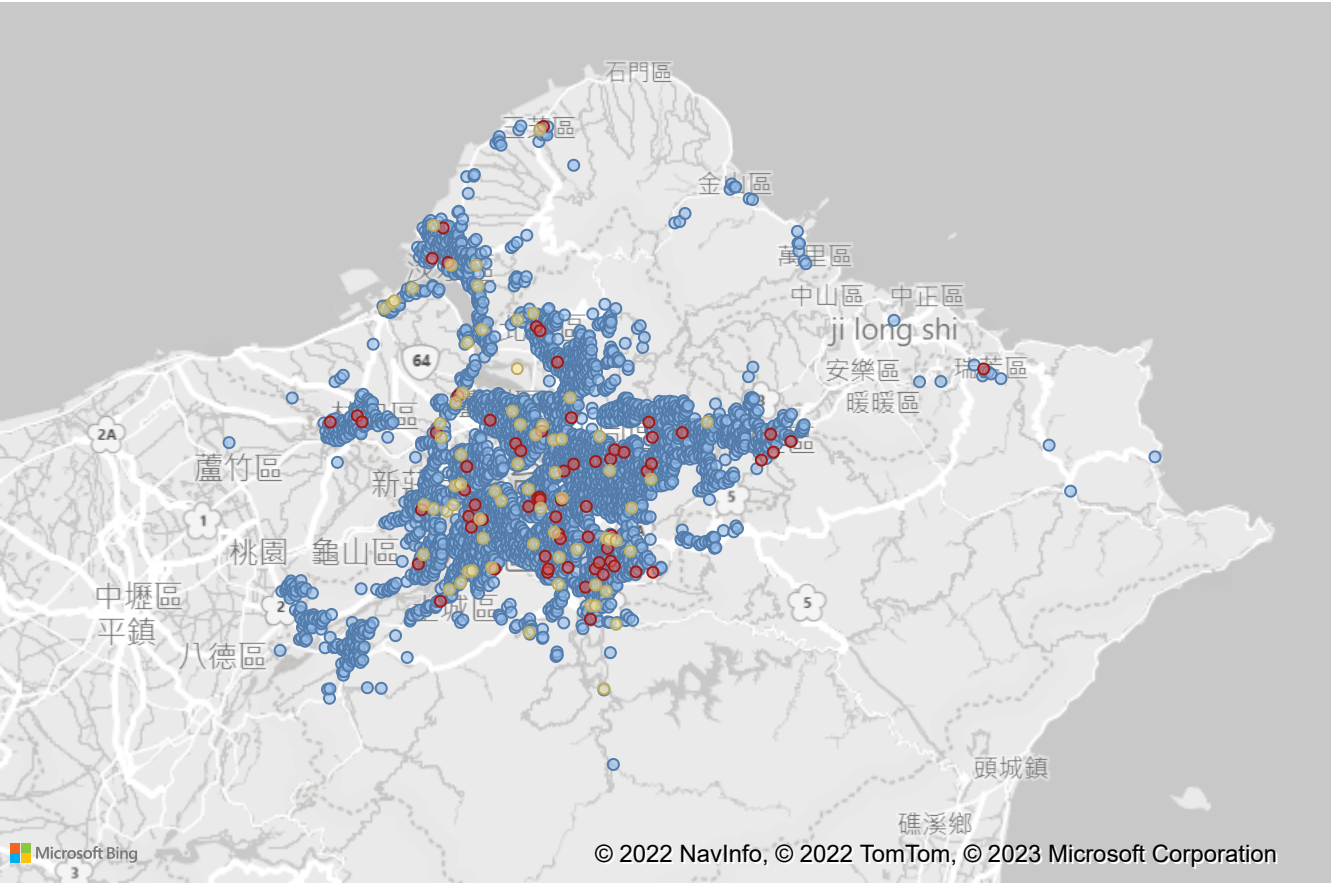 石門區
三芝區
金山區
萬里區
中山區
中正區
ji long shi
64
安樂區
瑞芳區
暖暖區
2A
蘆竹區
新莊
5
1
桃園
龜山區
中壢區
平鎮
2
5
八德區
頭城鎮
礁溪鄉
Microsoft Bing
© 2022 NavInfo, © 2022 TomTom, © 2023 Microsoft Corporation
3